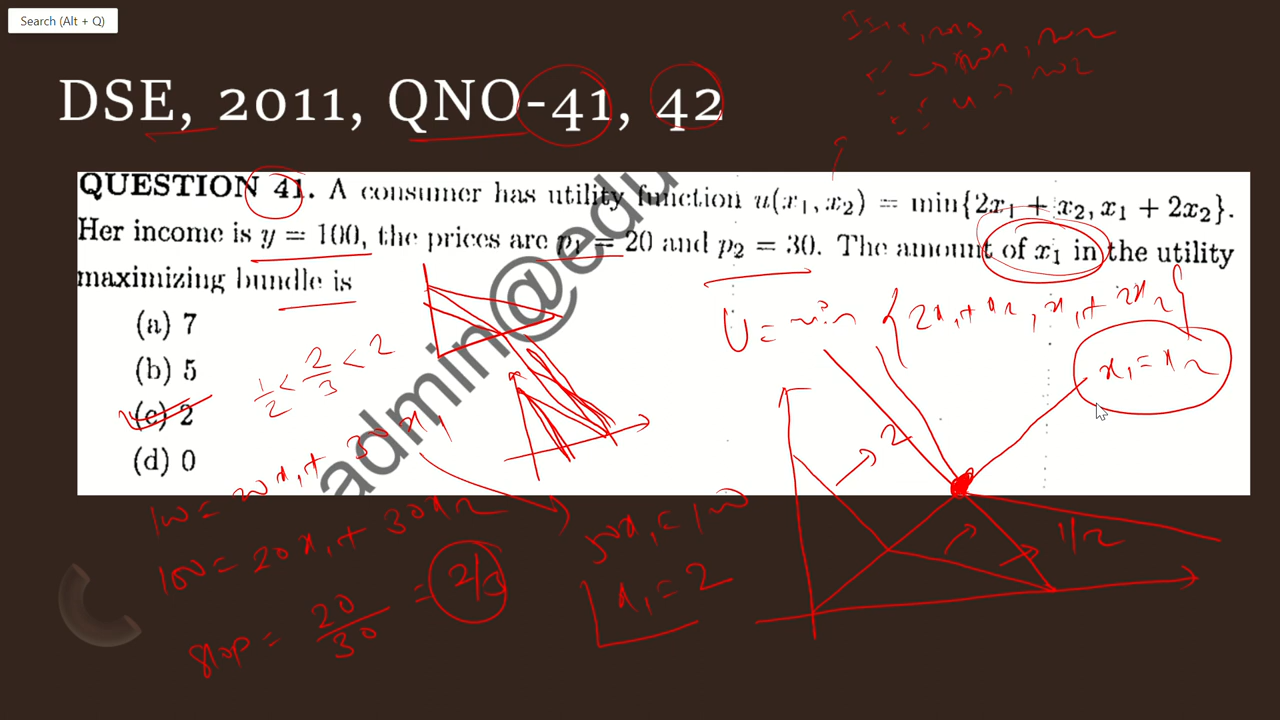 Search (Alt + Q)
DSE, 2011, QNO-41, 42
QUESTION 41. A consumer has utility function u(x₁, x₂) = min{2x₁ + x₂, x₁ + 2x₂}.
Her income is y = 100, the prices are p₁ = 20 and p₂ = 30. The amount of x₁ in the utility
maximizing bundle is
(a) 7
(b) 5
(c) 2
(d) 0
admin@edu
U = min { 2x₁ + x₂, x₁ + 2x₂ }
x₁ = x₂
1/2 < 2/3 < 2
2
1/2
100 = 20x₁ + 30x₁
100 = 20x₁ + 30x₂
slop = 20/30 = 2/3
50x₁ = 100
x₁ = 2